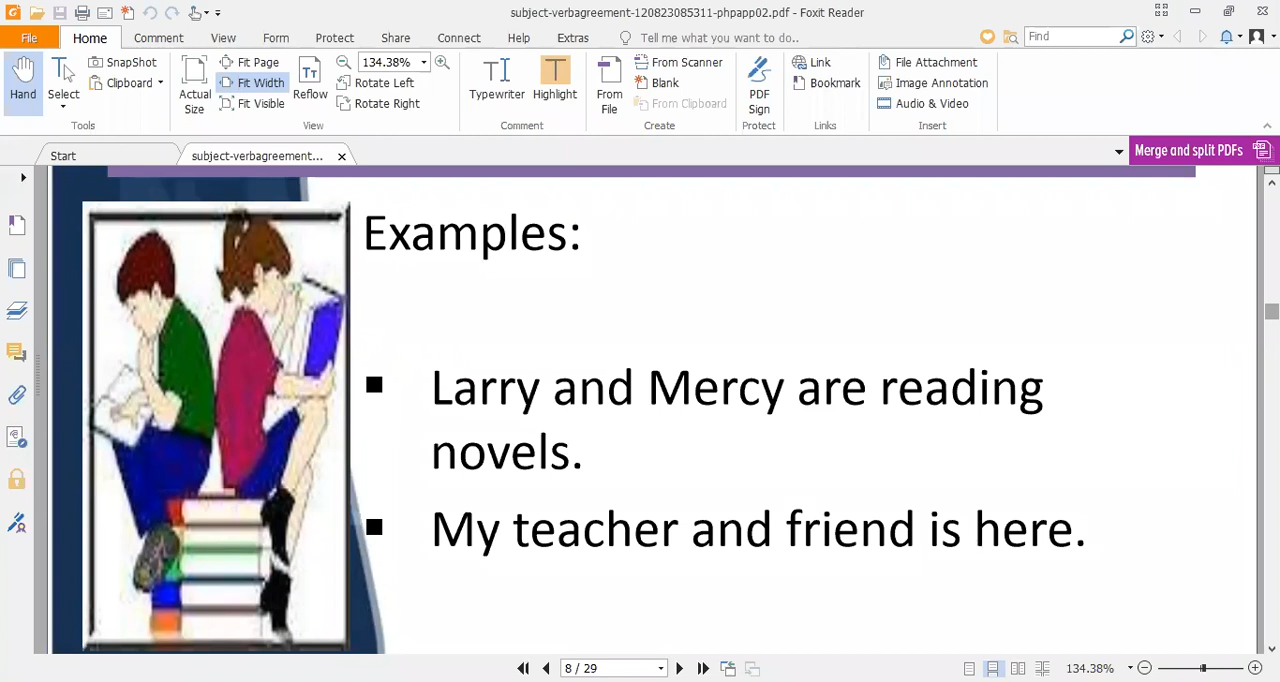 subject-verbagreement-120823085311-phpapp02.pdf - Foxit Reader
File Home Comment View Form Protect Share Connect Help Extras Tell me what you want to do.. Find
Hand
Select
SnapShot
Clipboard
Tools
Actual
Size
Fit Page
Fit Width
Fit Visible
Reflow
134.38%
Rotate Left
Rotate Right
View
Typewriter
Highlight
Comment
From
File
From Scanner
Blank
From Clipboard
Create
PDF
Sign
Protect
Link
Bookmark
Links
File Attachment
Image Annotation
Audio & Video
Insert
Start
subject-verbagreement...
Merge and split PDFs
Examples:
Larry and Mercy are reading
novels.
My teacher and friend is here.
8 / 29
134.38%